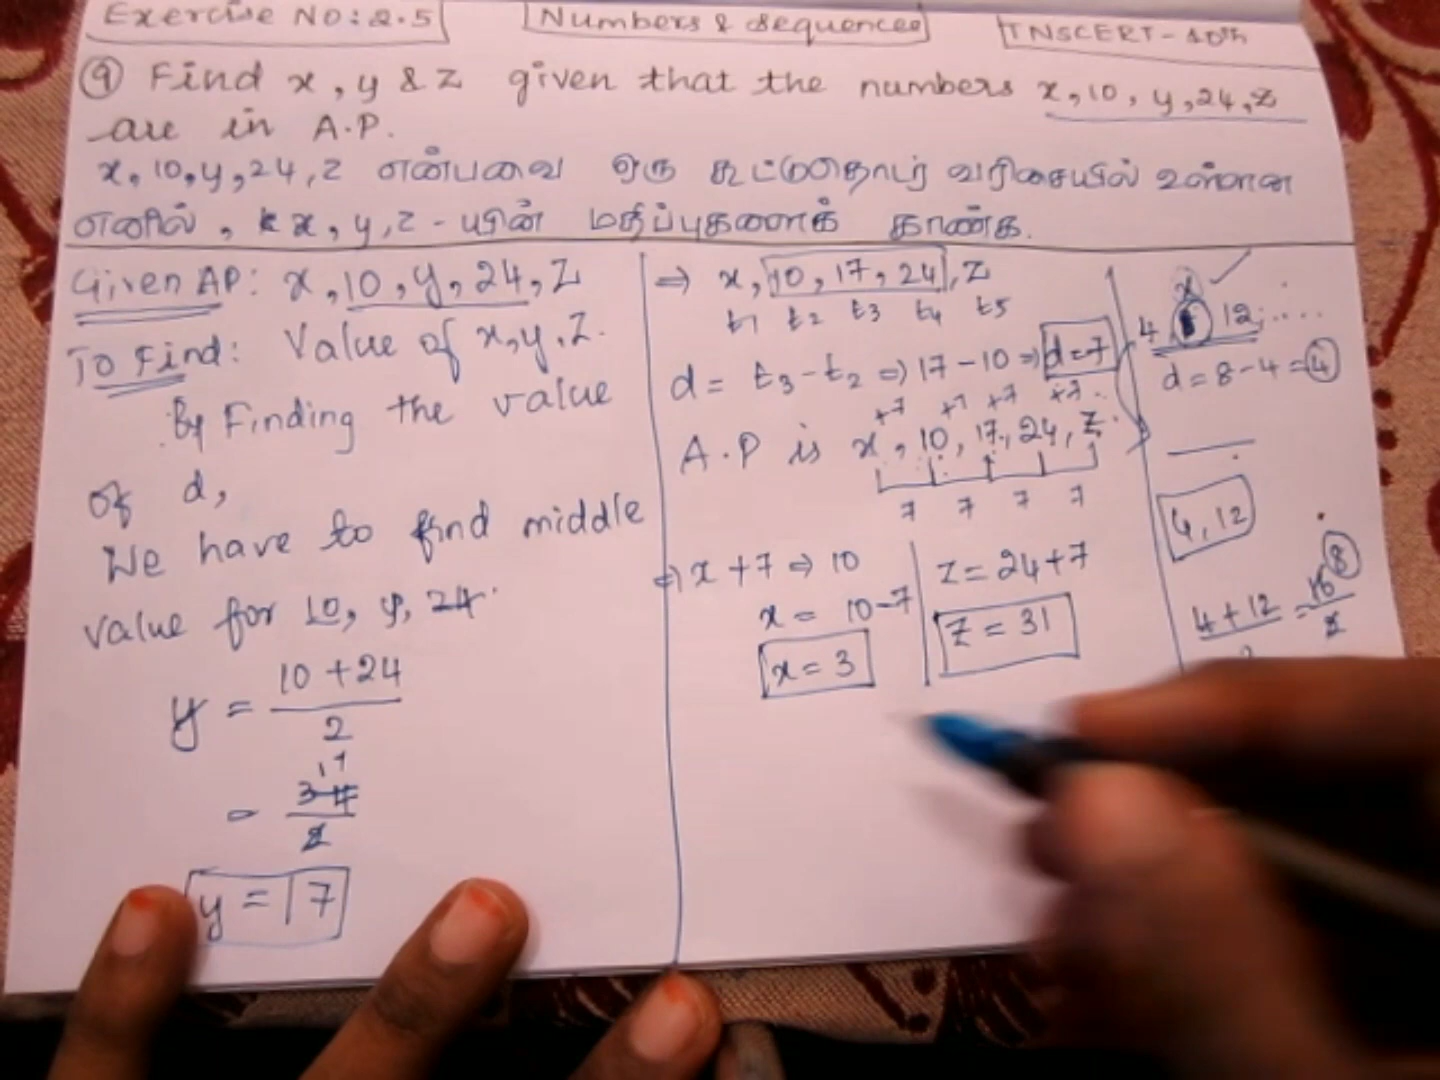 Exercise NO: 2.5 Numbers & Sequences TNSCERT - 10th
⑨ Find x, y & z given that the numbers x, 10, y, 24, z
are in A.P.
x, 10, y, 24, z என்பவை ஒரு கூட்டுதொடர் வரிசையில் உள்ளன
எனில், x, y, z - யின் மதிப்புகளைக் காண்க.
Given AP: x, 10, y, 24, z
To Find: Value of x, y, z.
By Finding the value
of d,
We have to find middle
value for 10, y, 24.
y = 10 + 24
2
= 34 17
2
y = 17
⇒ x, 10, 17, 24, z
t1 t2 t3 t4 t5
d = t3 - t2 ⇒ 17 - 10 ⇒ d = 7
+7 +7 +7 +7
A.P is x, 10, 17, 24, z
7 7 7 7
⇒ x + 7 ⇒ 10
x = 10 - 7
x = 3
z = 24 + 7
z = 31
x
4 12, ....
d = 8 - 4 = 4
4, 12
4 + 12 = 16 8
2 2